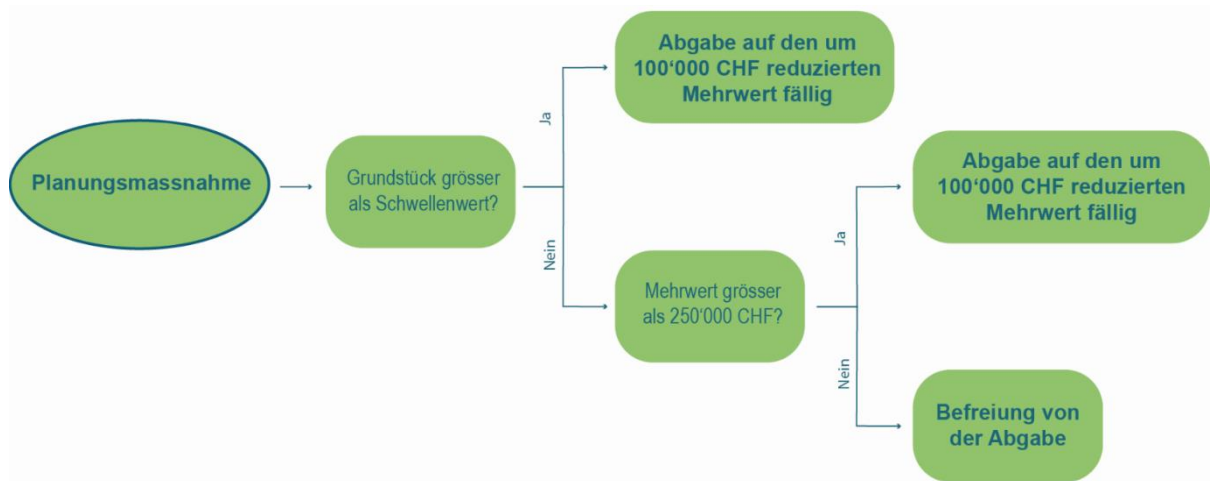 Planungsmassnahme
Grundstück grösser
als Schwellenwert?
Ja
Abgabe auf den um
100‘000 CHF reduzierten
Mehrwert fällig
Nein
Mehrwert grösser
als 250‘000 CHF?
Ja
Abgabe auf den um
100‘000 CHF reduzierten
Mehrwert fällig
Nein
Befreiung von
der Abgabe